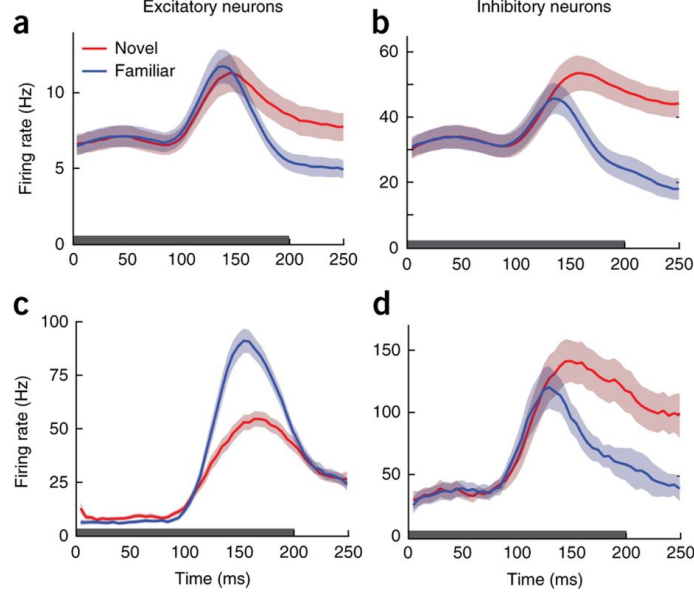 Excitatory neurons
Inhibitory neurons
a
Novel
Familiar
Firing rate (Hz)
10
5
0
0 50 100 150 200 250
b
60
40
20
0
0 50 100 150 200 250
c
Firing rate (Hz)
100
75
50
25
0
0 50 100 150 200 250
Time (ms)
d
150
100
50
0
0 50 100 150 200 250
Time (ms)